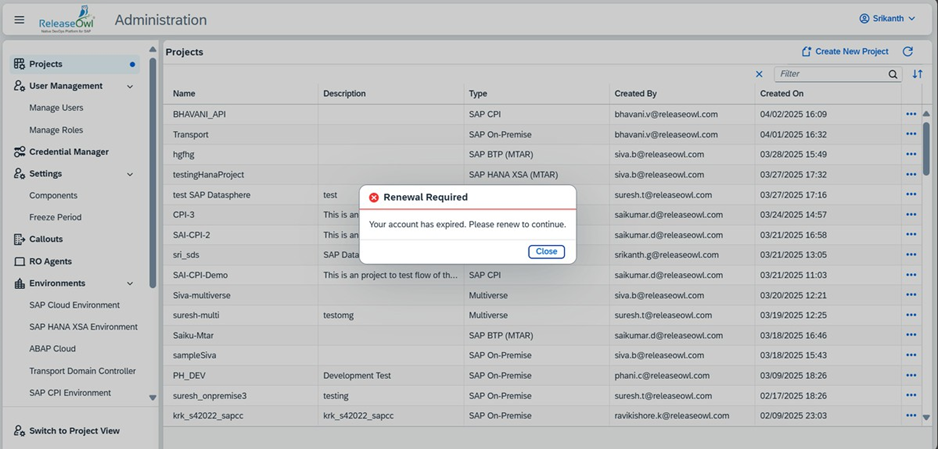 ReleaseOwl
Native DevOps Platform for SAP
Administration
Srikanth
Projects
User Management
Manage Users
Manage Roles
Credential Manager
Settings
Components
Freeze Period
Callouts
RO Agents
Environments
SAP Cloud Environment
SAP HANA XSA Environment
ABAP Cloud
Transport Domain Controller
SAP CPI Environment
Switch to Project View
Projects
Create New Project
Filter
Name Description Type Created By Created On
BHAVANI_API SAP CPI bhavani.v@releaseowl.com 04/02/2025 16:09
Transport SAP On-Premise bhavani.v@releaseowl.com 04/01/2025 16:32
hgfhg SAP BTP (MTAR) siva.b@releaseowl.com 03/28/2025 15:49
testingHanaProject SAP HANA XSA (MTAR) siva.b@releaseowl.com 03/27/2025 17:32
test SAP Datasphere test suresh.t@releaseowl.com 03/27/2025 17:16
CPI-3 This is an saikumar.d@releaseowl.com 03/24/2025 14:57
SAI-CPI-2 This is an saikumar.d@releaseowl.com 03/21/2025 16:58
sri_sds SAP Data srikanth.g@releaseowl.com 03/21/2025 13:05
SAI-CPI-Demo This is an project to test flow of th... SAP CPI saikumar.d@releaseowl.com 03/21/2025 11:03
Siva-multiverse Multiverse siva.b@releaseowl.com 03/20/2025 12:21
suresh-multi testomg Multiverse suresh.t@releaseowl.com 03/19/2025 12:25
Saiku-Mtar SAP BTP (MTAR) saikumar.d@releaseowl.com 03/18/2025 16:46
sampleSiva SAP On-Premise siva.b@releaseowl.com 03/18/2025 15:43
PH_DEV Development Test SAP On-Premise phani.c@releaseowl.com 03/09/2025 18:26
suresh_onpremise3 testing SAP On-Premise suresh.t@releaseowl.com 02/17/2025 18:26
krk_s42022_sapcc krk_s42022_sapcc SAP On-Premise ravikishore.k@releaseowl.com 02/09/2025 23:03
Renewal Required
Your account has expired. Please renew to continue.
Close